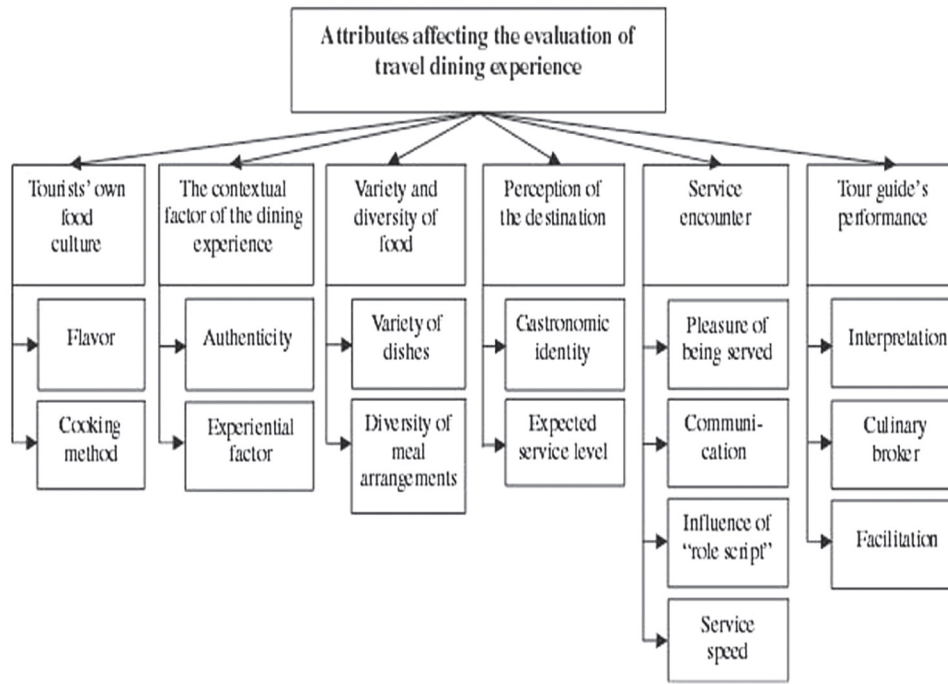 Attributes affecting the evaluation of
travel dining experience
Tourists' own
food
culture
The contextual
factor of the dining
experience
Variety and
diversity of
food
Perception of
the destination
Service
encounter
Tour guide's
performance
Flavor
Cooking
method
Authenticity
Experiential
factor
Variety of
dishes
Diversity of
meal
arrangements
Gastronomic
identity
Expected
service level
Pleasure of
being served
Communi-
cation
Influence of
“role script”
Service
speed
Interpretation
Culinary
broker
Facilitation